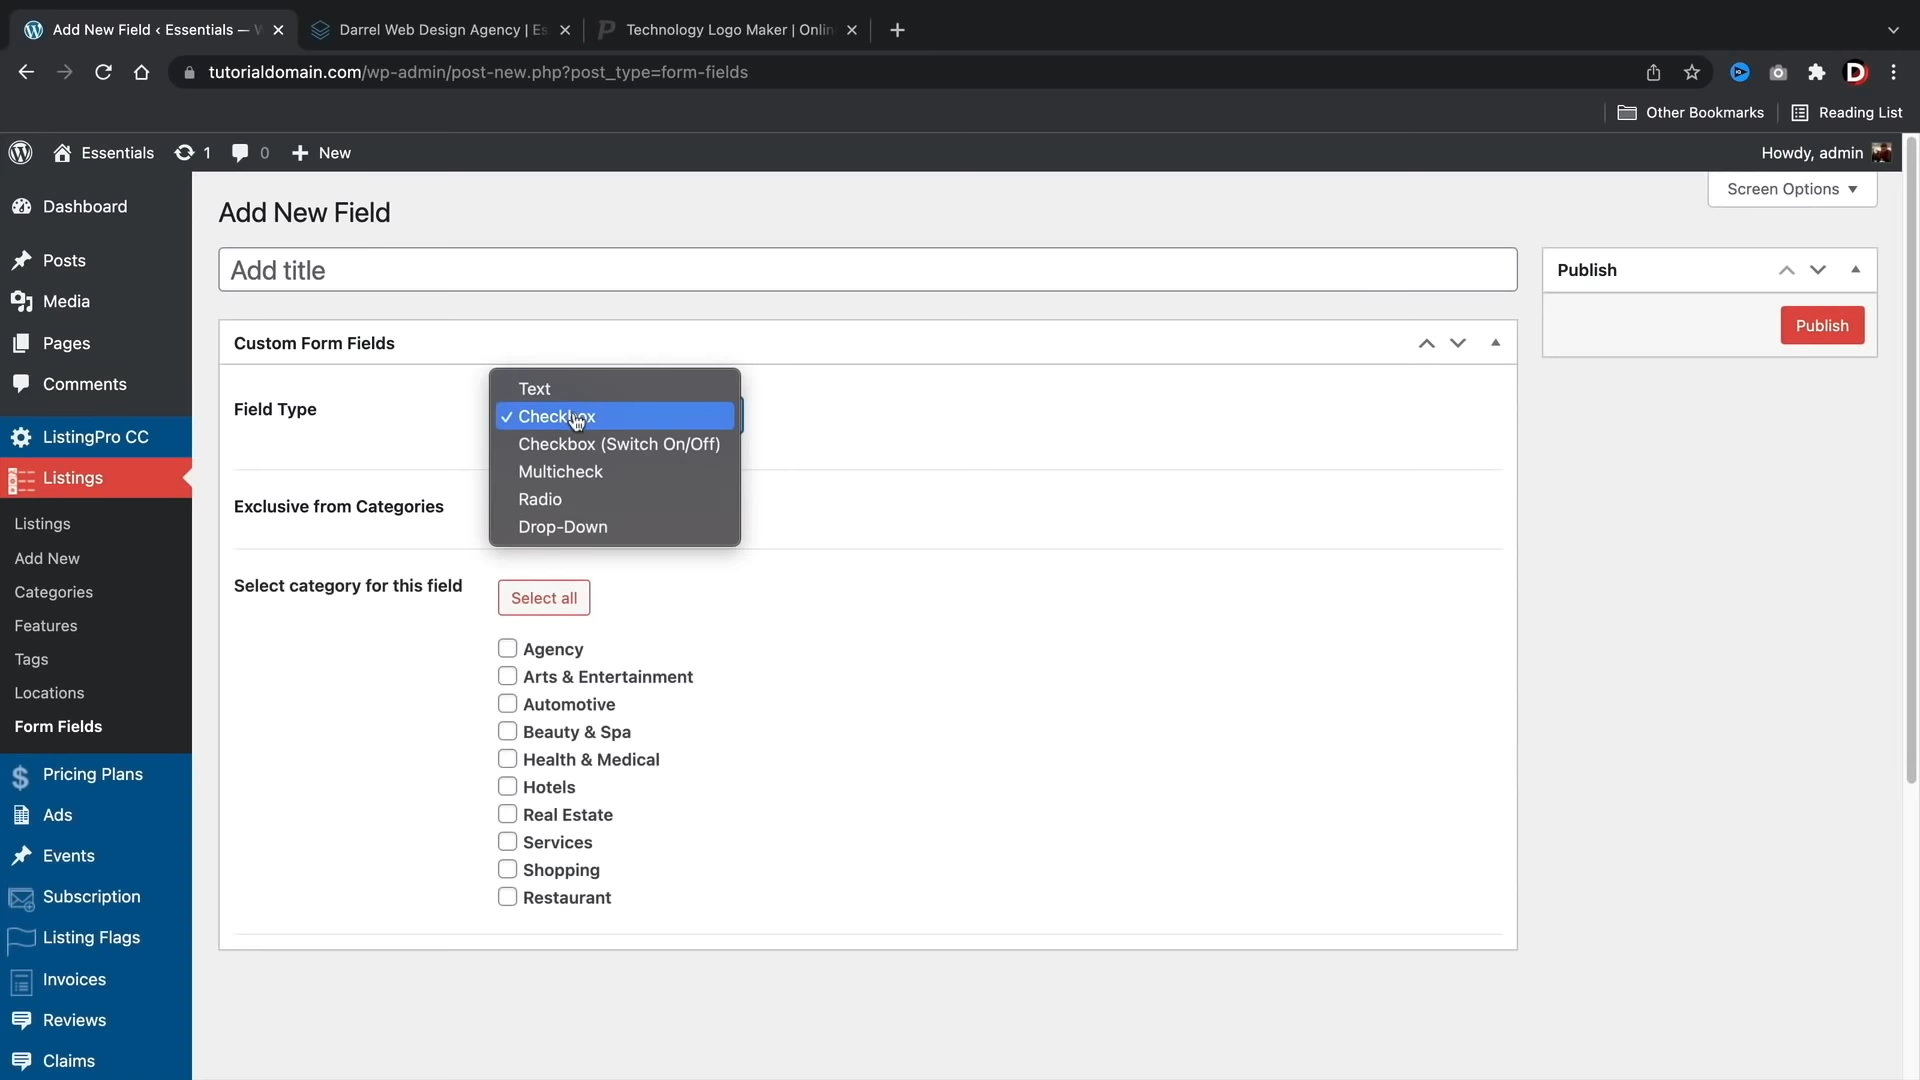 Add New Field ‹ Essentials — W
Darrel Web Design Agency | Es
Technology Logo Maker | Onlin
tutorialdomain.com/wp-admin/post-new.php?post_type=form-fields
Other Bookmarks
Reading List
Essentials
1
0
New
Howdy, admin
Screen Options
Dashboard
Posts
Media
Pages
Comments
ListingPro CC
Listings
Listings
Add New
Categories
Features
Tags
Locations
Form Fields
Pricing Plans
Ads
Events
Subscription
Listing Flags
Invoices
Reviews
Claims
Add New Field
Add title
Custom Form Fields
Field Type
Text
Checkbox
Checkbox (Switch On/Off)
Multicheck
Radio
Drop-Down
Exclusive from Categories
Select category for this field
Select all
Agency
Arts & Entertainment
Automotive
Beauty & Spa
Health & Medical
Hotels
Real Estate
Services
Shopping
Restaurant
Publish
Publish